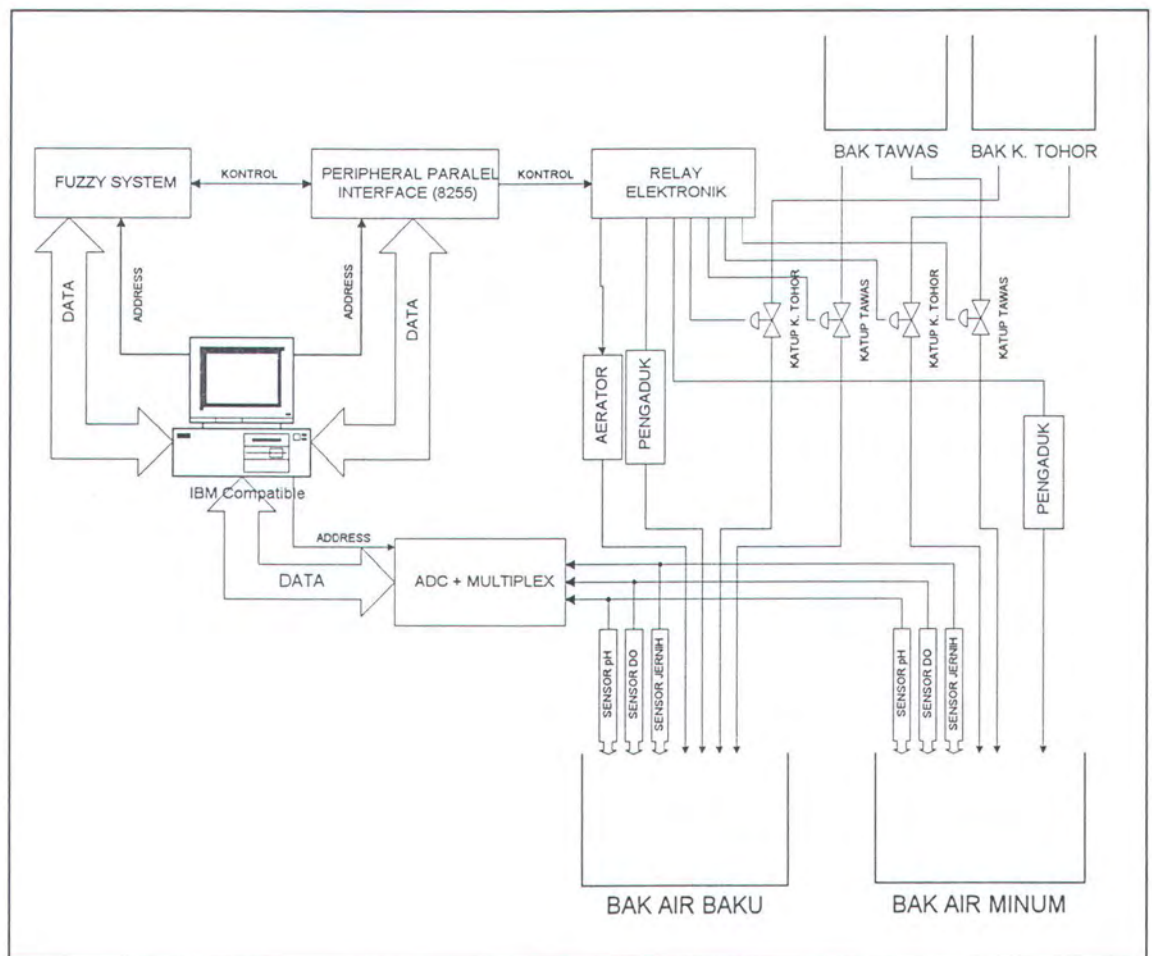 BAK TAWAS
BAK K. TOHOR
FUZZY SYSTEM
KONTROL
PERIPHERAL PARALEL
INTERFACE (8255)
KONTROL
RELAY
ELEKTRONIK
DATA
ADDRESS
ADDRESS
DATA
KATUP K. TOHOR
KATUP TAWAS
KATUP K. TOHOR
KATUP TAWAS
AERATOR
PENGADUK
PENGADUK
IBM Compatible
ADDRESS
DATA
ADC + MULTIPLEX
SENSOR pH
SENSOR DO
SENSOR JERNIH
SENSOR pH
SENSOR DO
SENSOR JERNIH
BAK AIR BAKU
BAK AIR MINUM